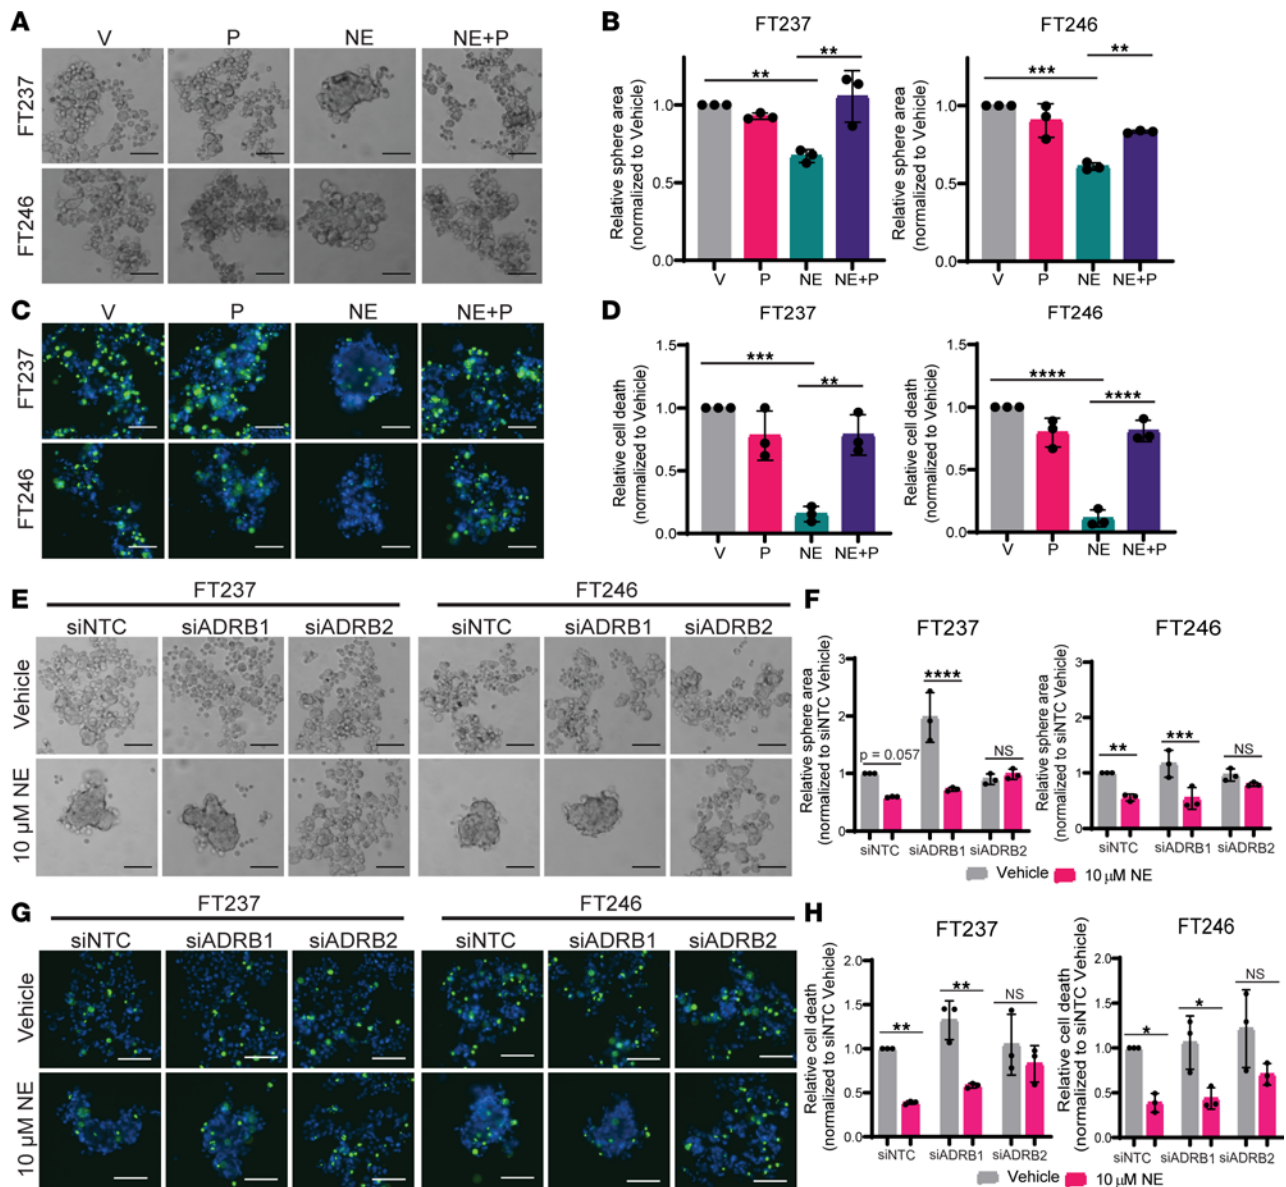 A
V P NE NE+P
FT237
FT246
B
FT237
Relative sphere area
(normalized to Vehicle)
1.0
0.5
0.0
**
**
V P NE NE+P
FT246
Relative sphere area
(normalized to Vehicle)
1.0
0.5
0.0
***
**
V P NE NE+P
C
V P NE NE+P
FT237
FT246
D
FT237
Relative cell death
(normalized to Vehicle)
1.5
1.0
0.5
0.0
***
**
V P NE NE+P
FT246
Relative cell death
(normalized to Vehicle)
1.5
1.0
0.5
0.0
****
****
V P NE NE+P
E
FT237 FT246
siNTC siADRB1 siADRB2 siNTC siADRB1 siADRB2
Vehicle
10 µM NE
F
FT237
Relative sphere area
(normalized to siNTC Vehicle)
3
2
1
0
p = 0.057
****
NS
siNTC siADRB1 siADRB2
FT246
Relative sphere area
(normalized to siNTC Vehicle)
3
2
1
0
**
***
NS
siNTC siADRB1 siADRB2
Vehicle 10 µM NE
G
FT237 FT246
siNTC siADRB1 siADRB2 siNTC siADRB1 siADRB2
Vehicle
10 µM NE
H
FT237
Relative cell death
(normalized to siNTC Vehicle)
2.0
1.5
1.0
0.5
0.0
**
**
NS
siNTC siADRB1 siADRB2
FT246
Relative cell death
(normalized to siNTC Vehicle)
2.0
1.5
1.0
0.5
0.0
*
*
NS
siNTC siADRB1 siADRB2
Vehicle 10 µM NE